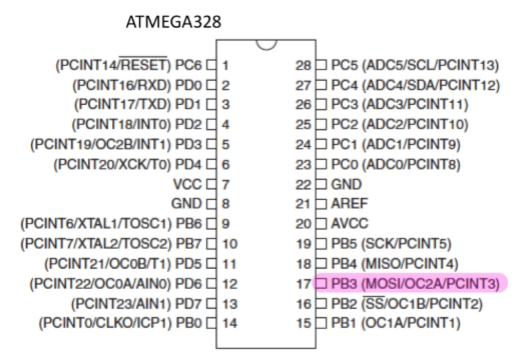 ATMEGA328
(PCINT14/RESET) PC6 1 28 PC5 (ADC5/SCL/PCINT13)
(PCINT16/RXD) PD0 2 27 PC4 (ADC4/SDA/PCINT12)
(PCINT17/TXD) PD1 3 26 PC3 (ADC3/PCINT11)
(PCINT18/INT0) PD2 4 25 PC2 (ADC2/PCINT10)
(PCINT19/OC2B/INT1) PD3 5 24 PC1 (ADC1/PCINT9)
(PCINT20/XCK/T0) PD4 6 23 PC0 (ADC0/PCINT8)
VCC 7 22 GND
GND 8 21 AREF
(PCINT6/XTAL1/TOSC1) PB6 9 20 AVCC
(PCINT7/XTAL2/TOSC2) PB7 10 19 PB5 (SCK/PCINT5)
(PCINT21/OC0B/T1) PD5 11 18 PB4 (MISO/PCINT4)
(PCINT22/OC0A/AIN0) PD6 12 17 PB3 (MOSI/OC2A/PCINT3)
(PCINT23/AIN1) PD7 13 16 PB2 (SS/OC1B/PCINT2)
(PCINT0/CLKO/ICP1) PB0 14 15 PB1 (OC1A/PCINT1)